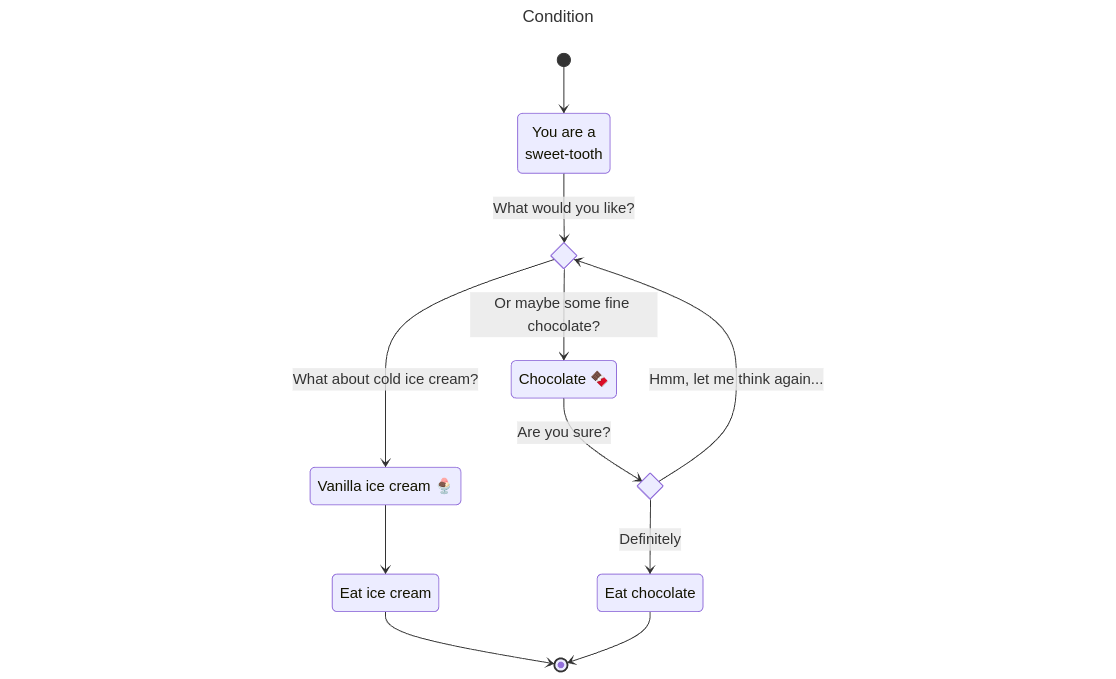 Condition
You are a
sweet-tooth
What would you like?
Or maybe some fine
chocolate?
What about cold ice cream?
Chocolate 🍫
Hmm, let me think again...
Are you sure?
Vanilla ice cream 🍨
Definitely
Eat ice cream
Eat chocolate